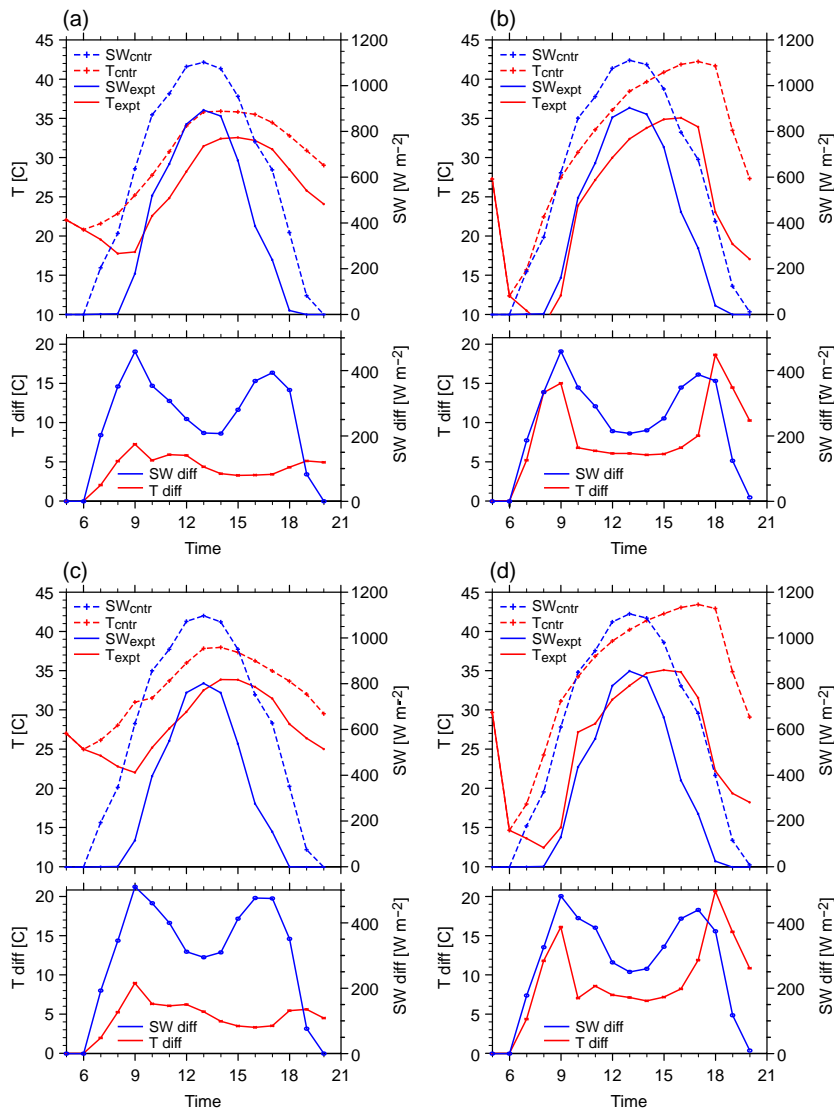 (a)
(b)
45
40
35
30
25
20
15
10
T [C]
SWcntr
Tcntr
SWexpt
Texpt
1200
1000
800
600
400
200
0
SW [W m−2]
45
40
35
30
25
20
15
10
T [C]
SWcntr
Tcntr
SWexpt
Texpt
1200
1000
800
600
400
200
0
SW [W m−2]
20
15
10
5
0
T diff [C]
SW diff
T diff
400
200
0
SW diff [W m−2]
6 9 12 15 18 21
Time
20
15
10
5
0
T diff [C]
SW diff
T diff
400
200
0
SW diff [W m−2]
6 9 12 15 18 21
Time
(c)
(d)
45
40
35
30
25
20
15
10
T [C]
SWcntr
Tcntr
SWexpt
Texpt
1200
1000
800
600
400
200
0
SW [W m−2]
45
40
35
30
25
20
15
10
T [C]
SWcntr
Tcntr
SWexpt
Texpt
1200
1000
800
600
400
200
0
SW [W m−2]
20
15
10
5
0
T diff [C]
SW diff
T diff
400
200
0
SW diff [W m−2]
6 9 12 15 18 21
Time
20
15
10
5
0
T diff [C]
SW diff
T diff
400
200
0
SW diff [W m−2]
6 9 12 15 18 21
Time